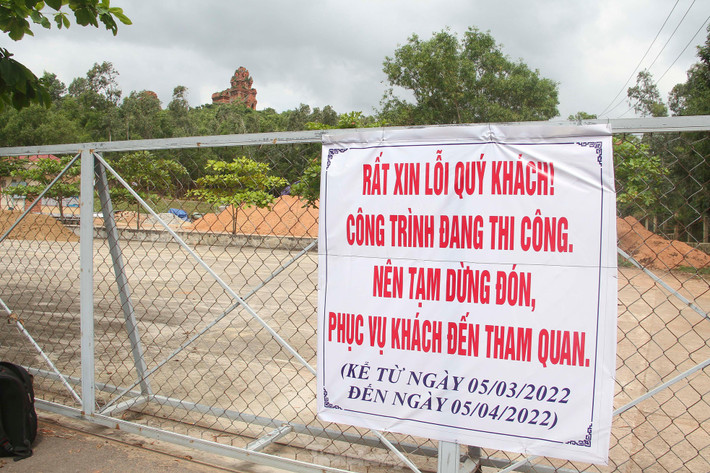 RẤT XIN LỖI QUÝ KHÁCH!
CÔNG TRÌNH ĐANG THI CÔNG.
NÊN TẠM DỪNG ĐÓN,
PHỤC VỤ KHÁCH ĐẾN THAM QUAN.
(KỂ TỪ NGÀY 05/03/2022
ĐẾN NGÀY 05/04/2022)